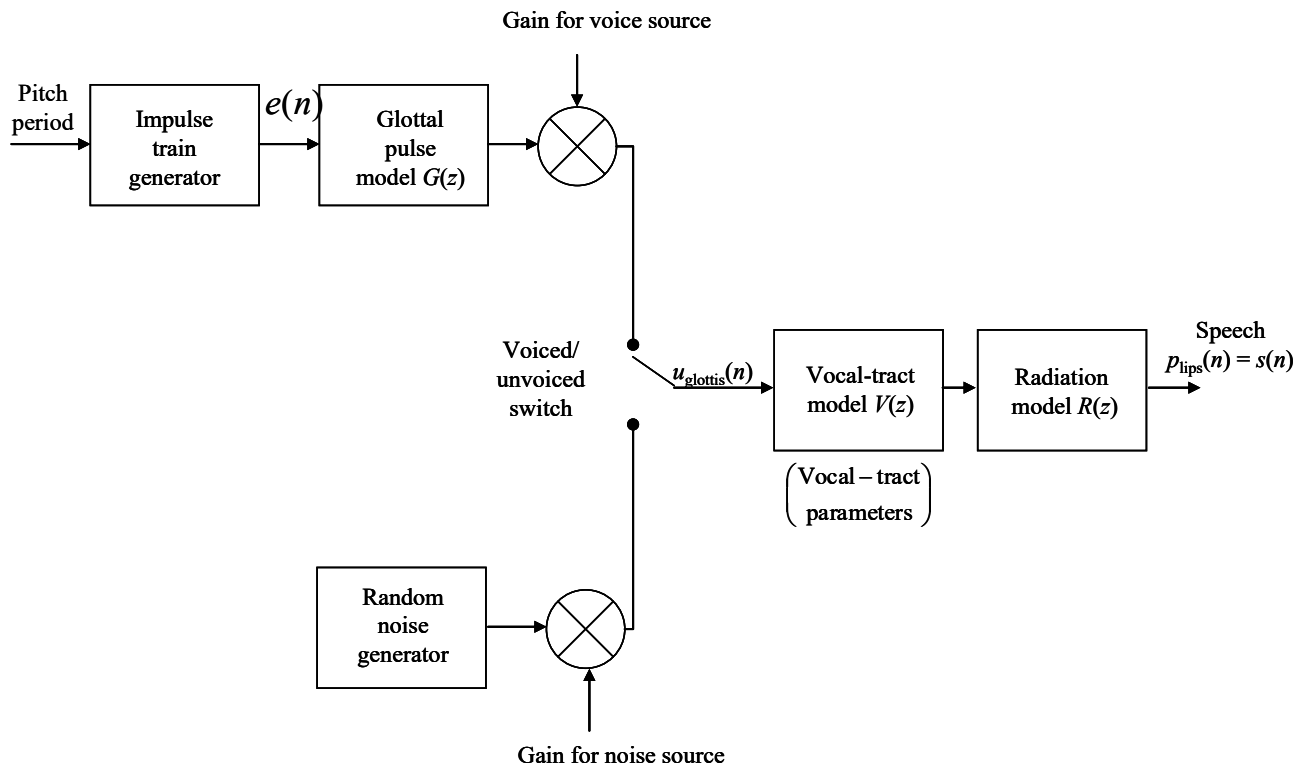 Gain for voice source
Pitch
period
Impulse
train
generator
e(n)
Glottal
pulse
model G(z)
Voiced/
unvoiced
switch
u_glottis(n)
Vocal-tract
model V(z)
(Vocal – tract
parameters)
Radiation
model R(z)
Speech
p_lips(n) = s(n)
Random
noise
generator
Gain for noise source